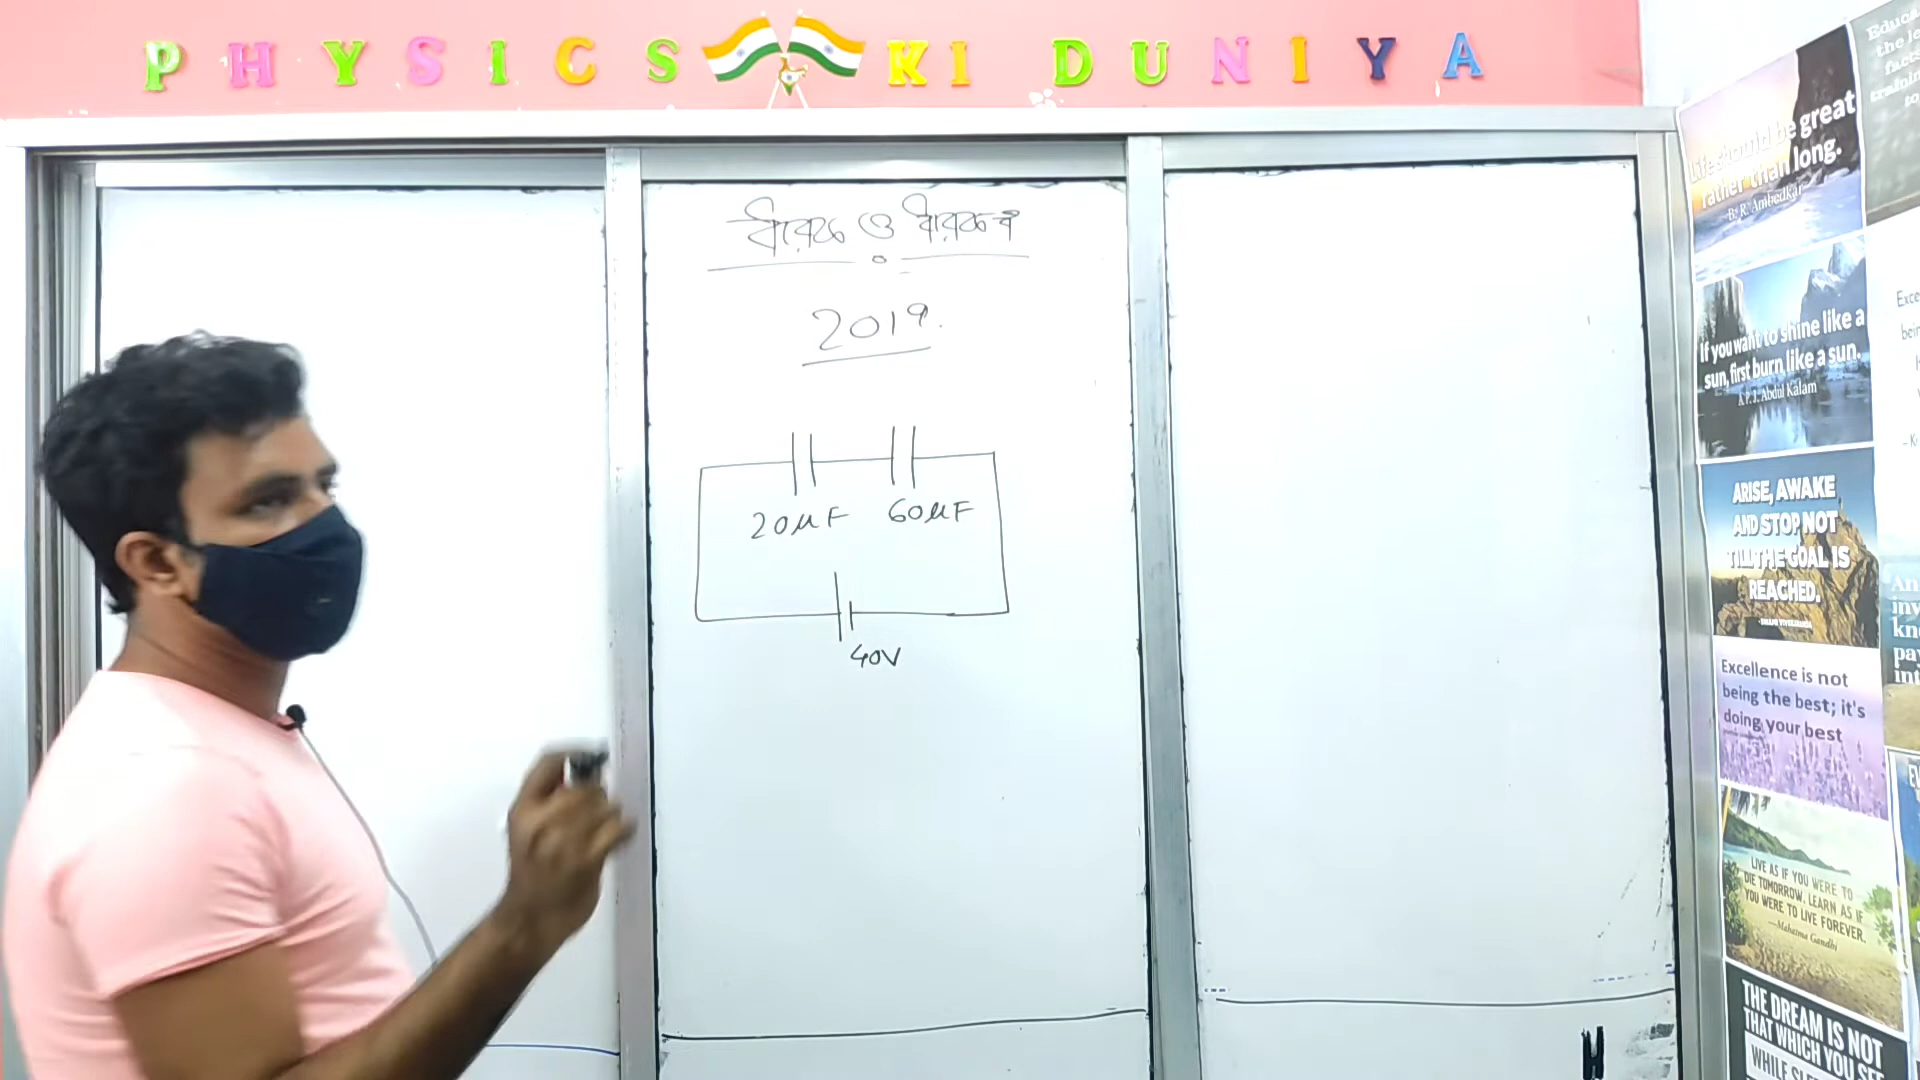 PHYSICS KI DUNIYA
ধারকত্ব ও ধারক
2019.
20μF 60μF
40V
Life should be great
rather than long.
B. R. Ambedkar
If you want to shine like a
sun, first burn like a sun.
A.P.J. Abdul Kalam
ARISE, AWAKE
AND STOP NOT
TILL THE GOAL IS
REACHED.
Excellence is not
being the best; it's
doing your best
LIVE AS IF YOU WERE TO
DIE TOMORROW. LEARN AS IF
YOU WERE TO LIVE FOREVER.
—Mahatma Gandhi
THE DREAM IS NOT
THAT WHICH YOU SEE
WHILE